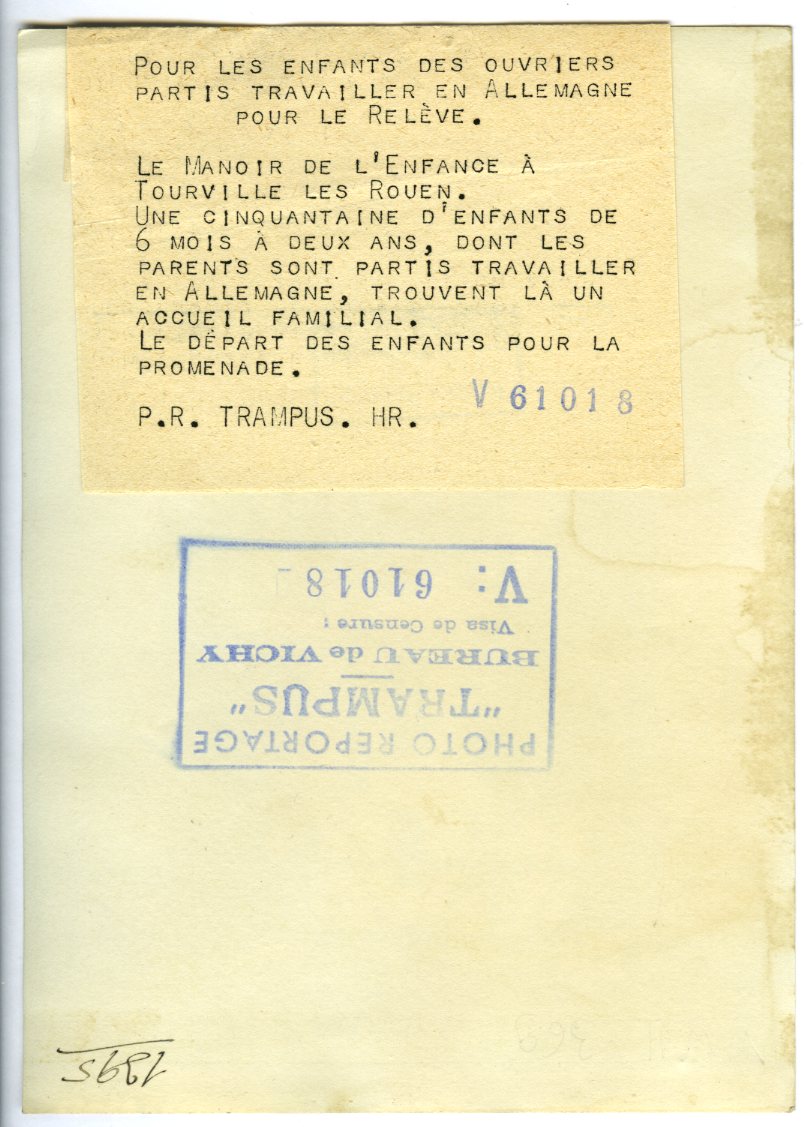 POUR LES ENFANTS DES OUVRIERS
PARTIS TRAVAILLER EN ALLEMAGNE
POUR LE RELÈVE.
LE MANOIR DE L'ENFANCE À
TOURVILLE LES ROUEN.
UNE CINQUANTAINE D'ENFANTS DE
6 MOIS À DEUX ANS, DONT LES
PARENTS SONT PARTIS TRAVAILLER
EN ALLEMAGNE, TROUVENT LÀ UN
ACCUEIL FAMILIAL.
LE DÉPART DES ENFANTS POUR LA
PROMENADE.
V 61018
P.R. TRAMPUS. HR.
PHOTO REPORTAGE
"TRAMPUS"
BUREAU de VICHY
Visa de Censure :
V: 61018